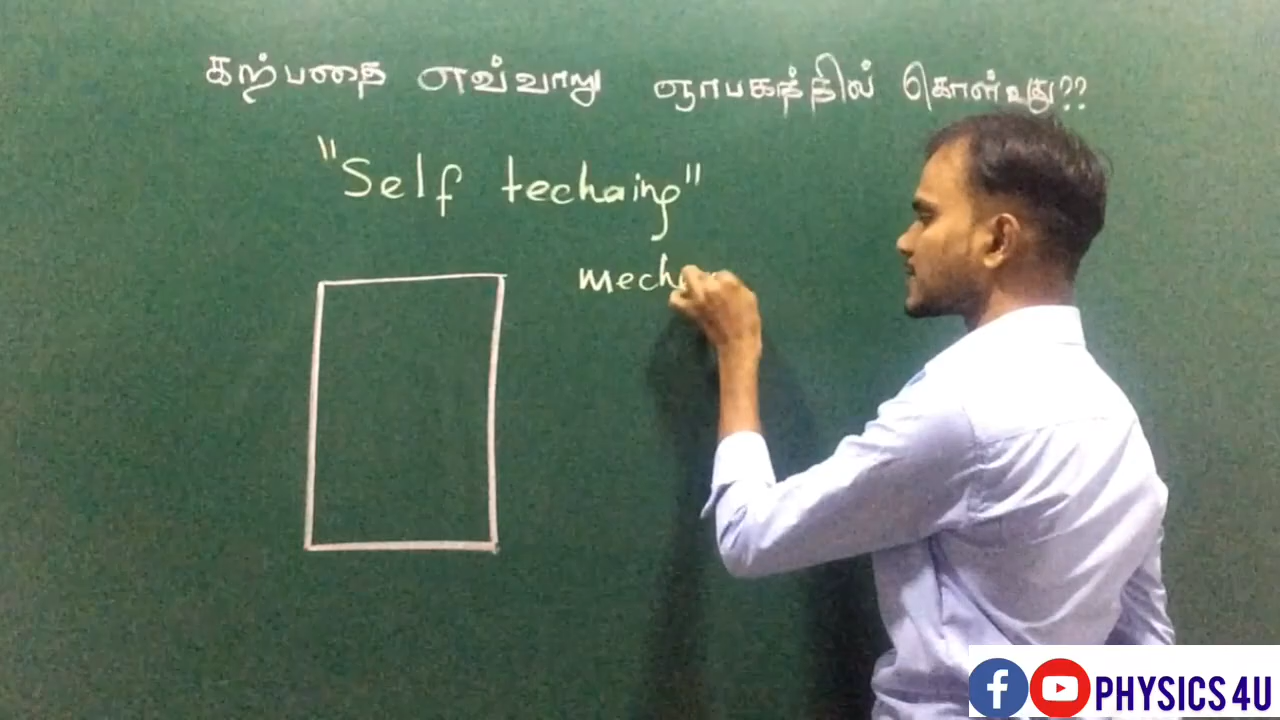 கற்பதை எவ்வாறு ஞாபகத்தில் கொள்வது??
"Self techaing"
mech
PHYSICS 4U